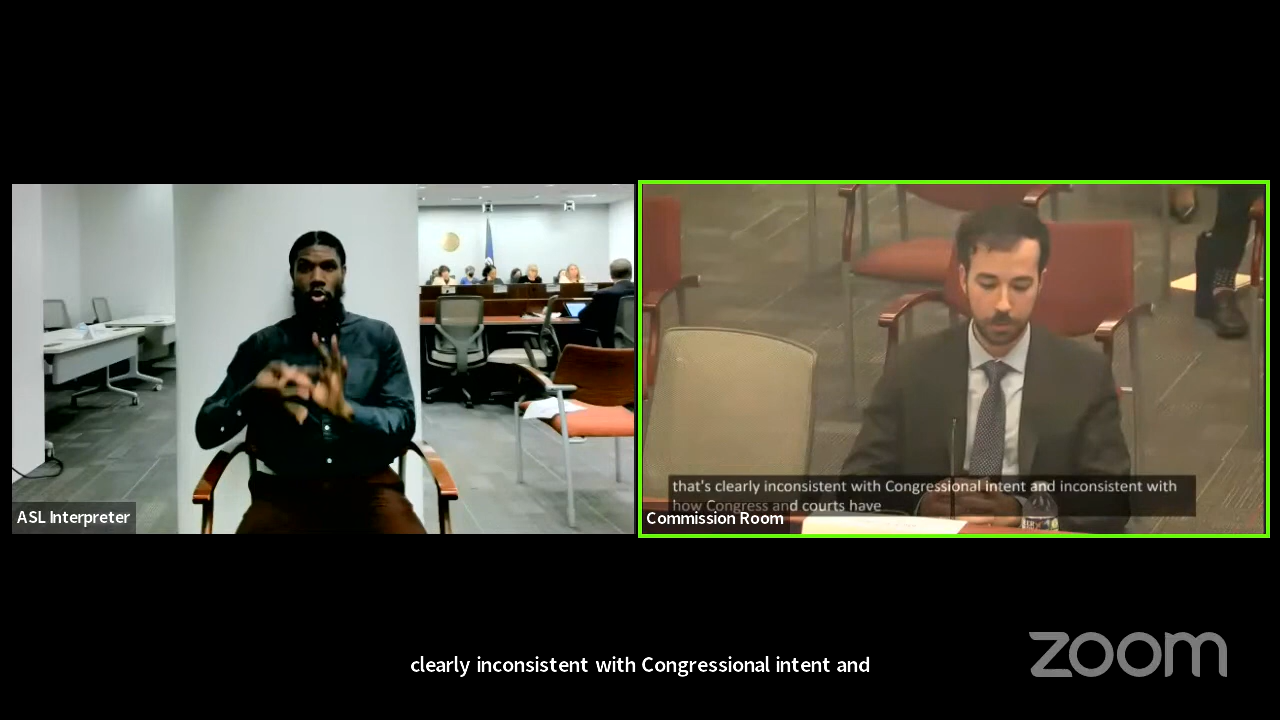 ASL Interpreter
that's clearly inconsistent with Congressional intent and inconsistent with
how Congress and courts have
Commission Room
clearly inconsistent with Congressional intent and
zoom